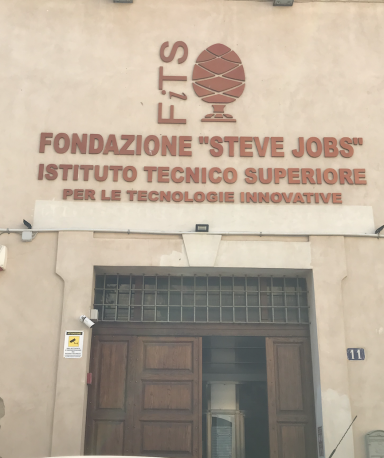 FiTS
FONDAZIONE "STEVE JOBS"
ISTITUTO TECNICO SUPERIORE
PER LE TECNOLOGIE INNOVATIVE
11